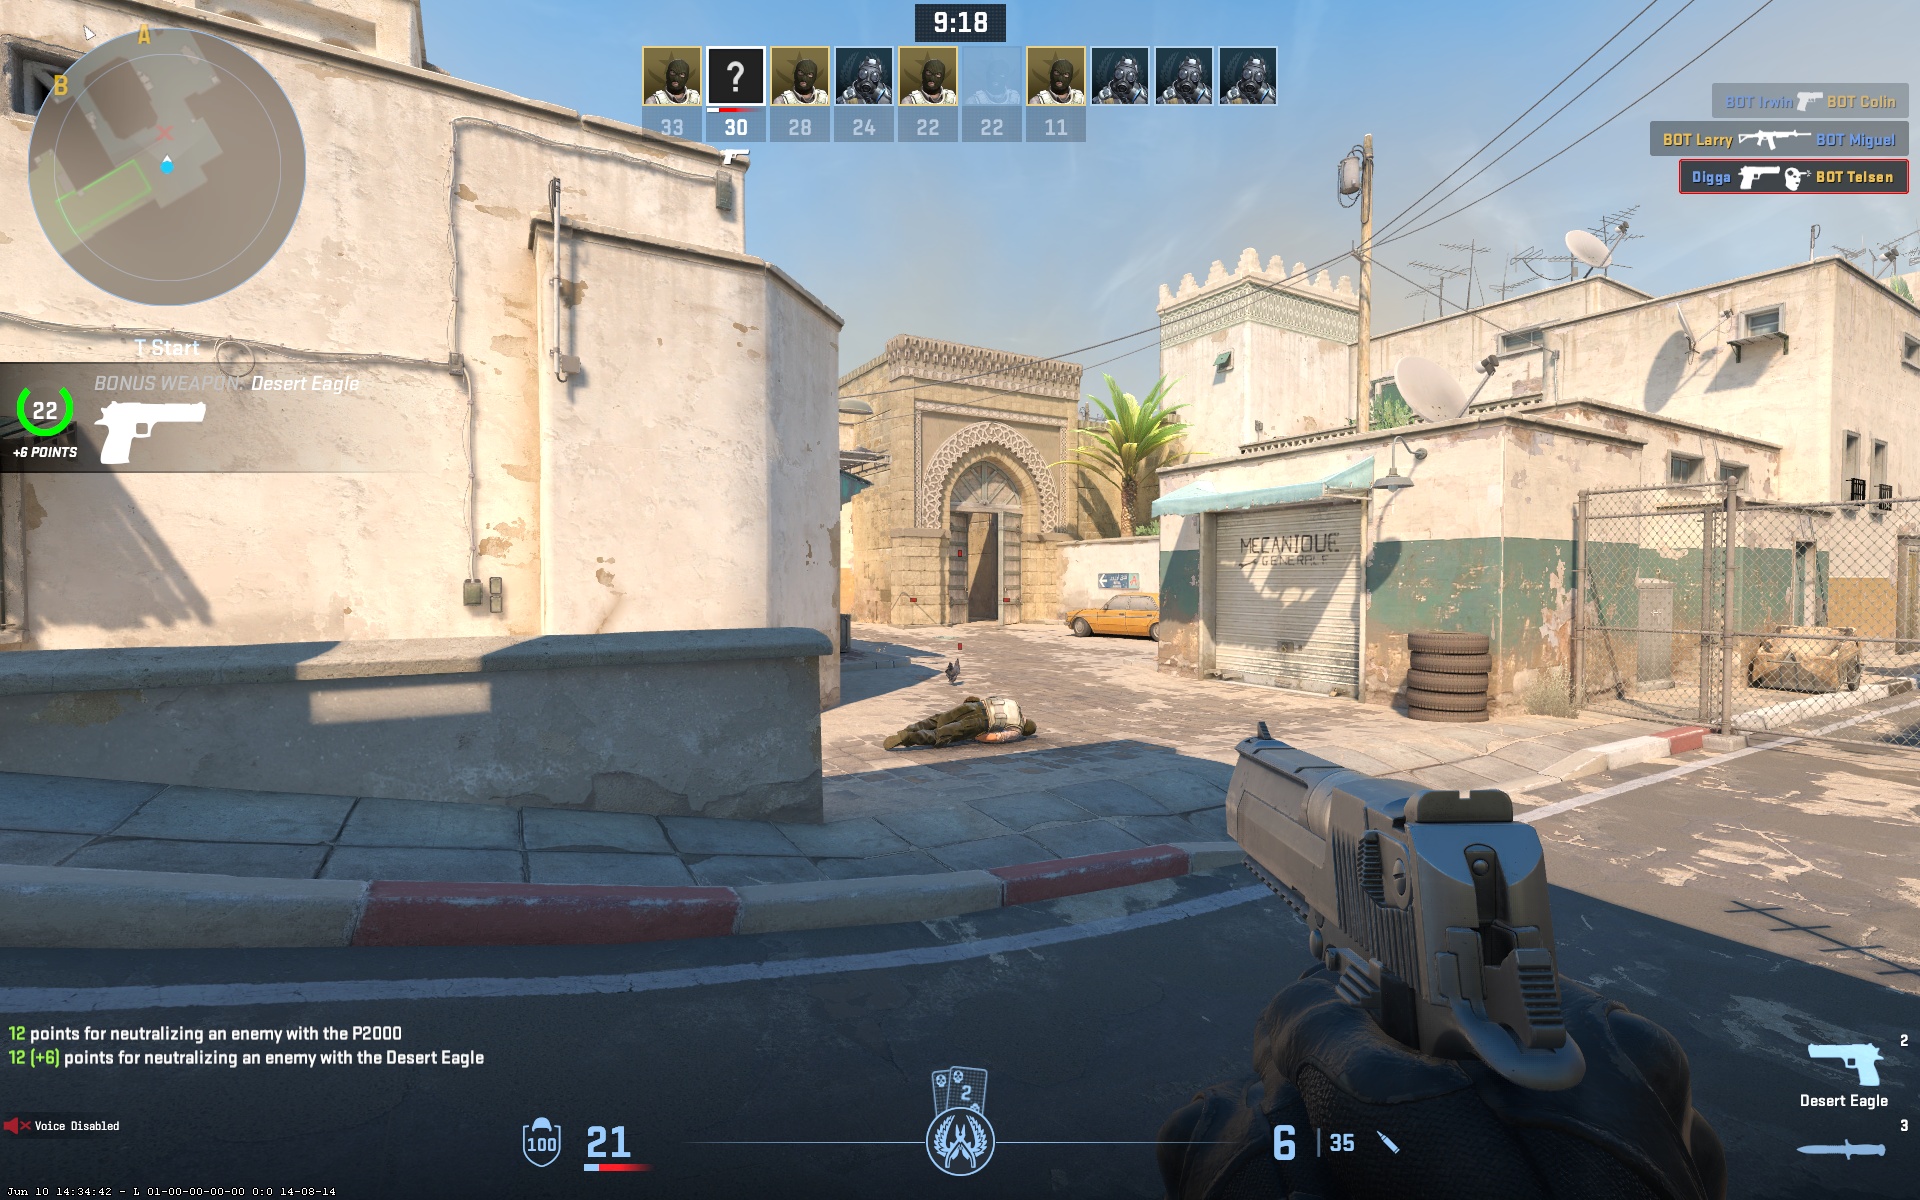 9:18
A
B
?
33
30
28
24
22
22
11
BOT Irwin BOT Colin
BOT Larry BOT Miguel
Digga BOT Telsen
T Start
BONUS WEAPON: Desert Eagle
22
+6 POINTS
MECANIQUE
GENERALE
12 points for neutralizing an enemy with the P2000
12 (+6) points for neutralizing an enemy with the Desert Eagle
Voice Disabled
100
21
2
6 | 35
2
Desert Eagle
3
Jun 10 14:34:42 - L 01-00-00-00-00 0:0 14-08-14